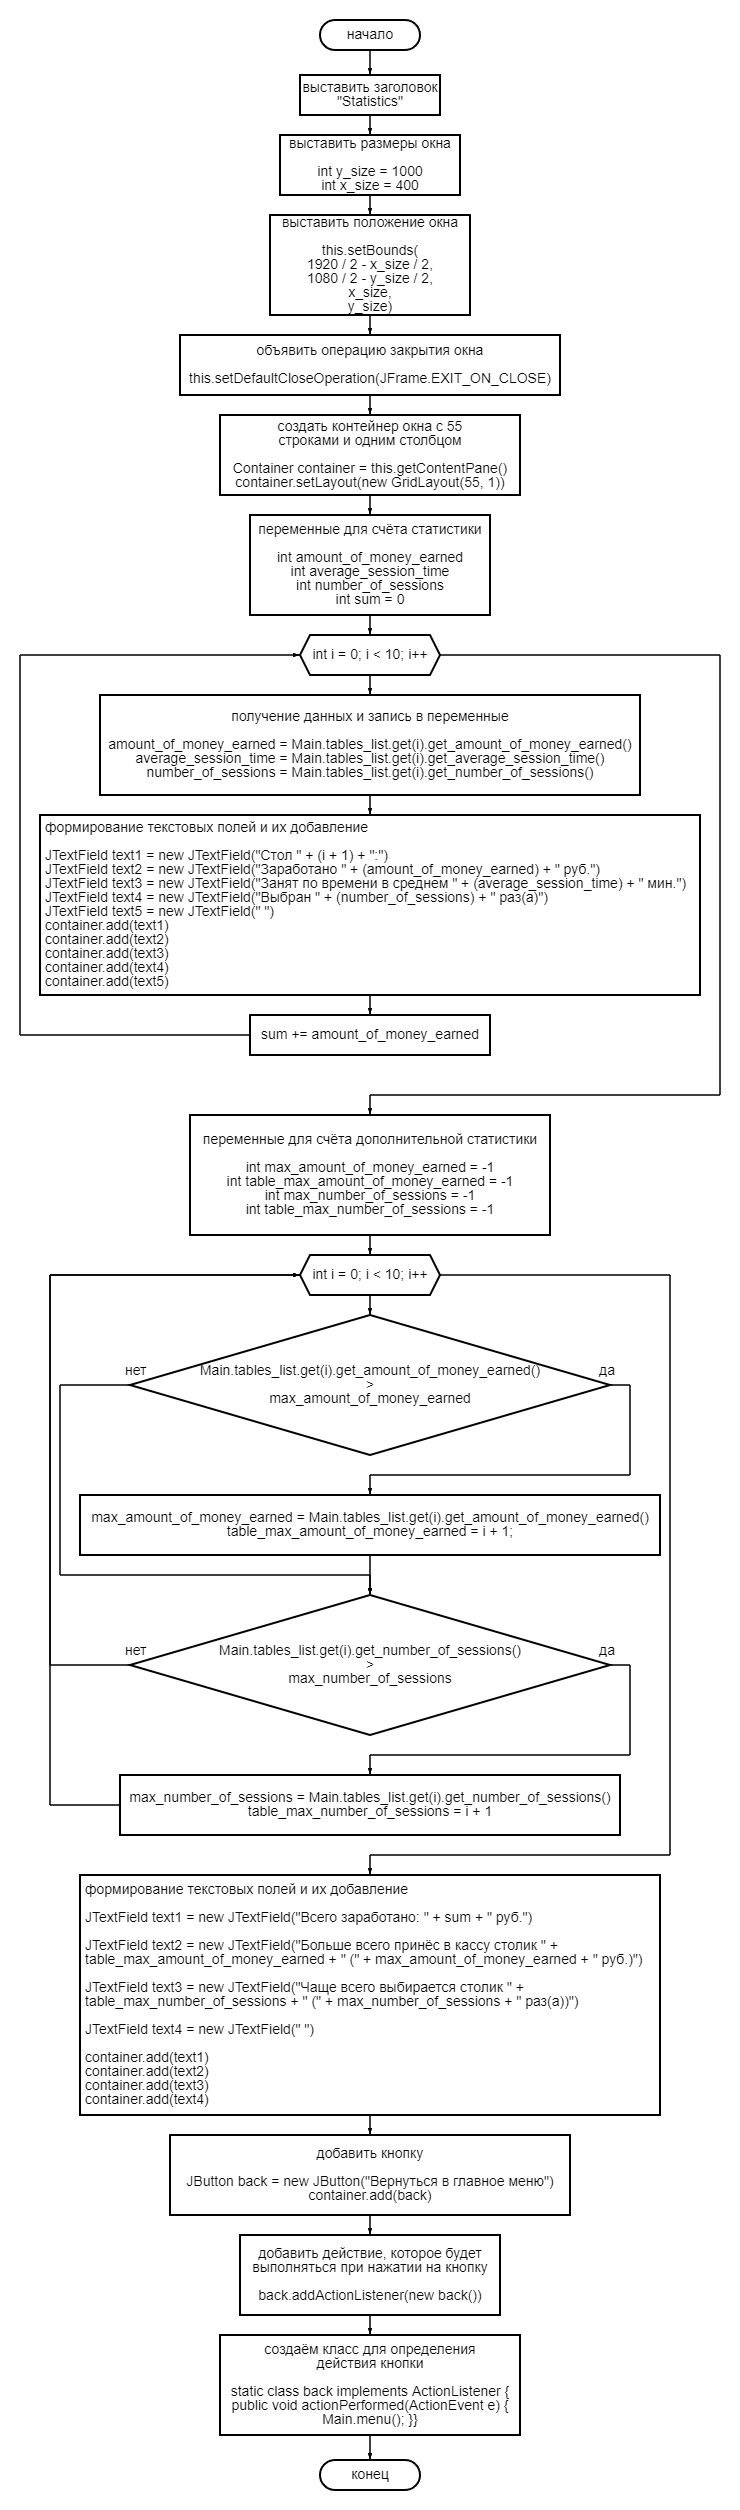 начало
выставить заголовок
"Statistics"
выставить размеры окна
int y_size = 1000
int x_size = 400
выставить положение окна
this.setBounds(
1920 / 2 - x_size / 2,
1080 / 2 - y_size / 2,
x_size,
y_size)
объявить операцию закрытия окна
this.setDefaultCloseOperation(JFrame.EXIT_ON_CLOSE)
создать контейнер окна с 55
строками и одним столбцом
Container container = this.getContentPane()
container.setLayout(new GridLayout(55, 1))
переменные для счёта статистики
int amount_of_money_earned
int average_session_time
int number_of_sessions
int sum = 0
int i = 0; i < 10; i++
получение данных и запись в переменные
amount_of_money_earned = Main.tables_list.get(i).get_amount_of_money_earned()
average_session_time = Main.tables_list.get(i).get_average_session_time()
number_of_sessions = Main.tables_list.get(i).get_number_of_sessions()
формирование текстовых полей и их добавление
JTextField text1 = new JTextField("Стол " + (i + 1) + ":")
JTextField text2 = new JTextField("Заработано " + (amount_of_money_earned) + " руб.")
JTextField text3 = new JTextField("Занят по времени в среднем " + (average_session_time) + " мин.")
JTextField text4 = new JTextField("Выбран " + (number_of_sessions) + " раз(а)")
JTextField text5 = new JTextField(" ")
container.add(text1)
container.add(text2)
container.add(text3)
container.add(text4)
container.add(text5)
sum += amount_of_money_earned
переменные для счёта дополнительной статистики
int max_amount_of_money_earned = -1
int table_max_amount_of_money_earned = -1
int max_number_of_sessions = -1
int table_max_number_of_sessions = -1
int i = 0; i < 10; i++
нет
Main.tables_list.get(i).get_amount_of_money_earned()
>
max_amount_of_money_earned
да
max_amount_of_money_earned = Main.tables_list.get(i).get_amount_of_money_earned()
table_max_amount_of_money_earned = i + 1;
нет
Main.tables_list.get(i).get_number_of_sessions()
>
max_number_of_sessions
да
max_number_of_sessions = Main.tables_list.get(i).get_number_of_sessions()
table_max_number_of_sessions = i + 1
формирование текстовых полей и их добавление
JTextField text1 = new JTextField("Всего заработано: " + sum + " руб.")
JTextField text2 = new JTextField("Больше всего принёс в кассу столик " +
table_max_amount_of_money_earned + " (" + max_amount_of_money_earned + " руб.)")
JTextField text3 = new JTextField("Чаще всего выбирается столик " +
table_max_number_of_sessions + " (" + max_number_of_sessions + " раз(а))")
JTextField text4 = new JTextField(" ")
container.add(text1)
container.add(text2)
container.add(text3)
container.add(text4)
добавить кнопку
JButton back = new JButton("Вернуться в главное меню")
container.add(back)
добавить действие, которое будет
выполняться при нажатии на кнопку
back.addActionListener(new back())
создаём класс для определения
действия кнопки
static class back implements ActionListener {
public void actionPerformed(ActionEvent e) {
Main.menu(); }}
конец